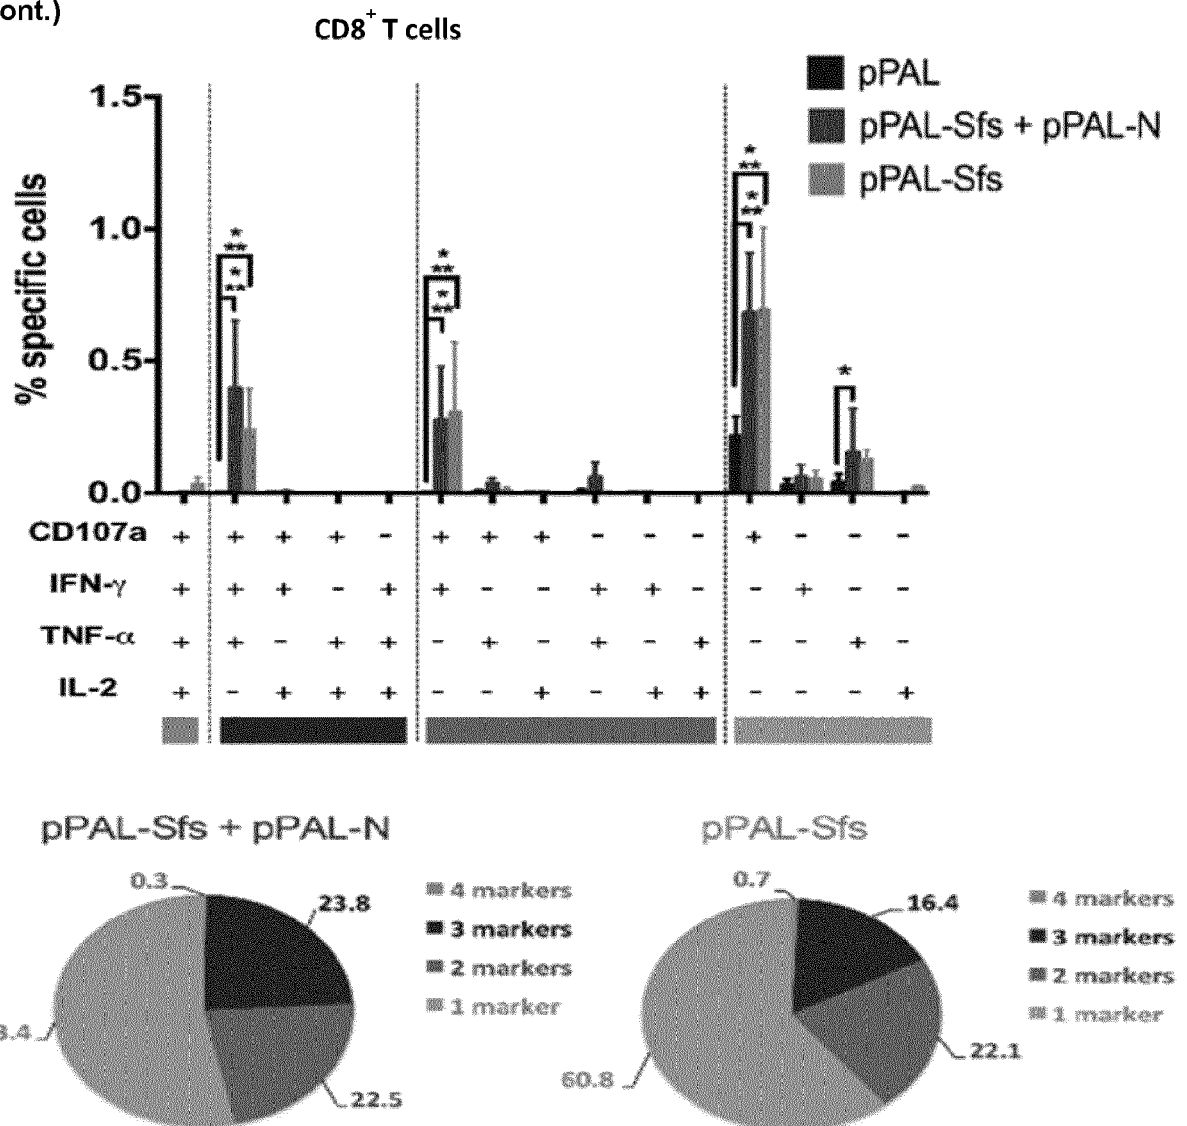 ont.)
CD8+ T cells
pPAL
pPAL-Sfs + pPAL-N
pPAL-Sfs
% specific cells
1.5
1.0
0.5
0.0
* ** * ** * ** * ** * ** * ** *
CD107a + + + + - + + + - - - + - - -
IFN-γ + + + - + + - - + + - - + - -
TNF-α + + - + + - + - + - + - - + -
IL-2 + - + + + - - + - + + - - - +
pPAL-Sfs + pPAL-N
0.3
23.8
22.5
3.4
4 markers
3 markers
2 markers
1 marker
pPAL-Sfs
0.7
16.4
22.1
60.8
4 markers
3 markers
2 markers
1 marker